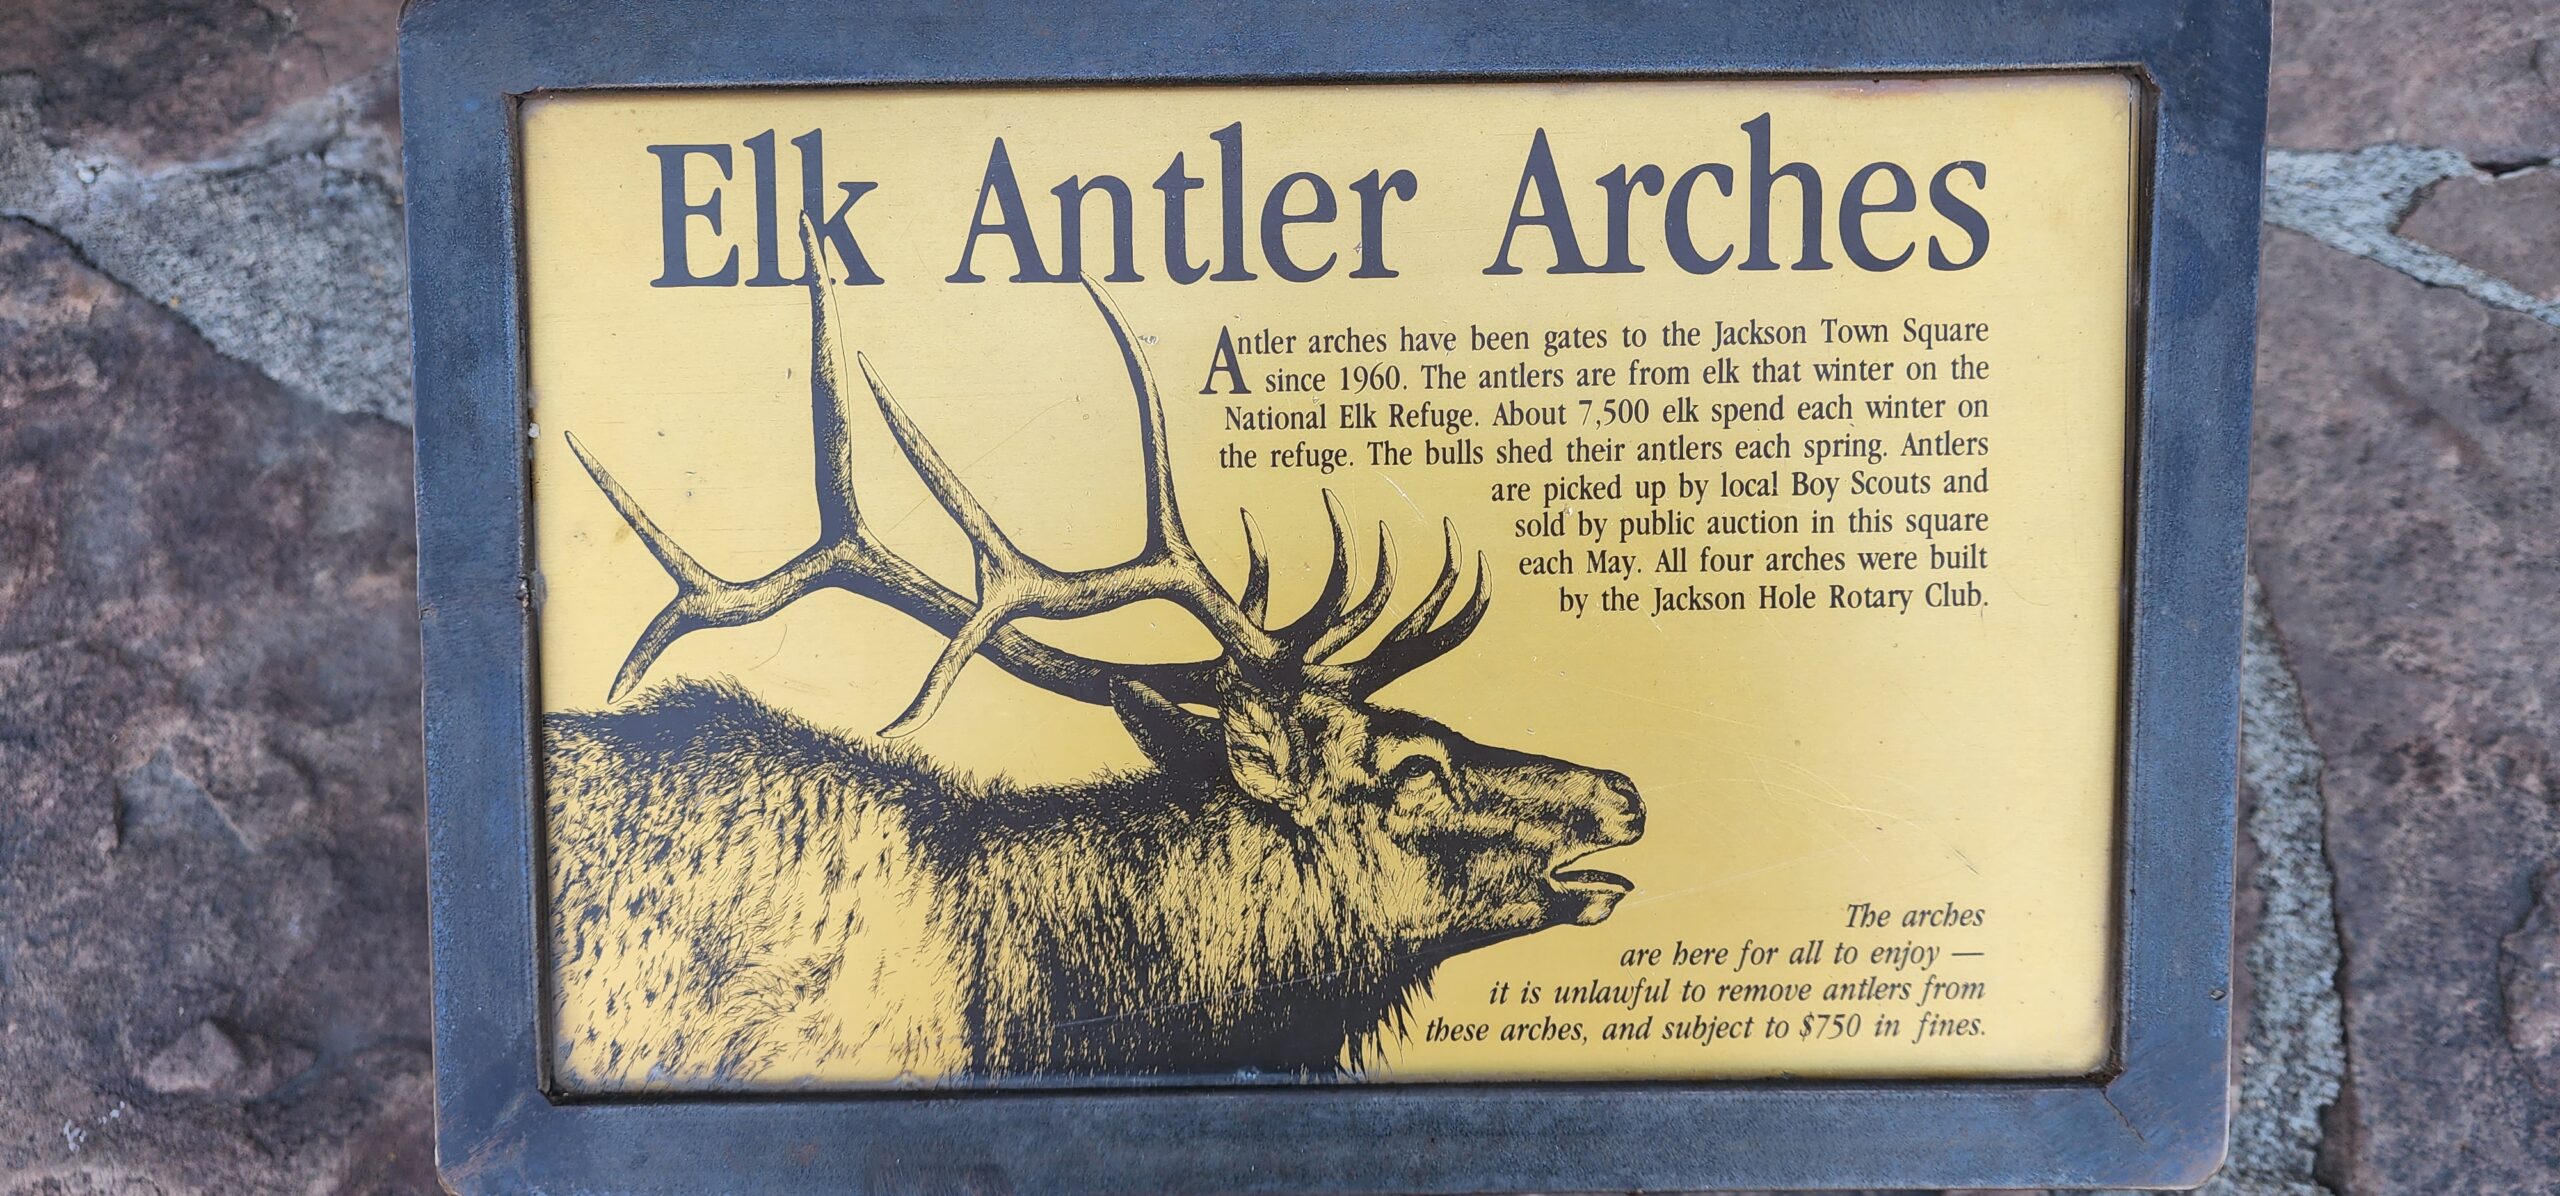 Elk Antler Arches
Antler arches have been gates to the Jackson Town Square
since 1960. The antlers are from elk that winter on the
National Elk Refuge. About 7,500 elk spend each winter on
the refuge. The bulls shed their antlers each spring. Antlers
are picked up by local Boy Scouts and
sold by public auction in this square
each May. All four arches were built
by the Jackson Hole Rotary Club.
The arches
are here for all to enjoy —
it is unlawful to remove antlers from
these arches, and subject to $750 in fines.